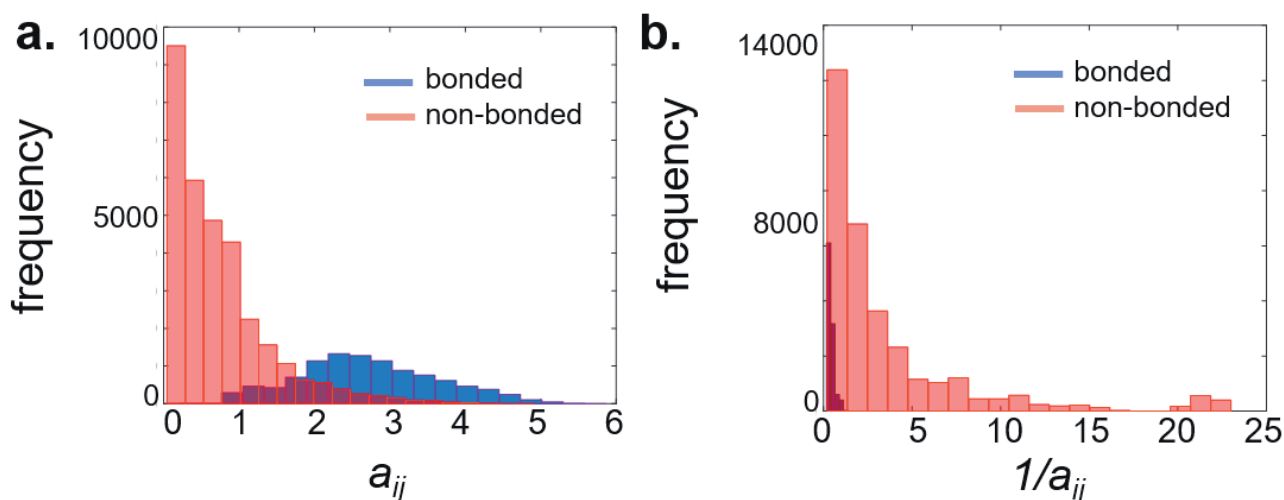 a.
10000
5000
0
frequency
bonded
non-bonded
0 1 2 3 4 5 6
a_ij
b.
14000
8000
0
frequency
bonded
non-bonded
0 5 10 15 20 25
1/a_ij